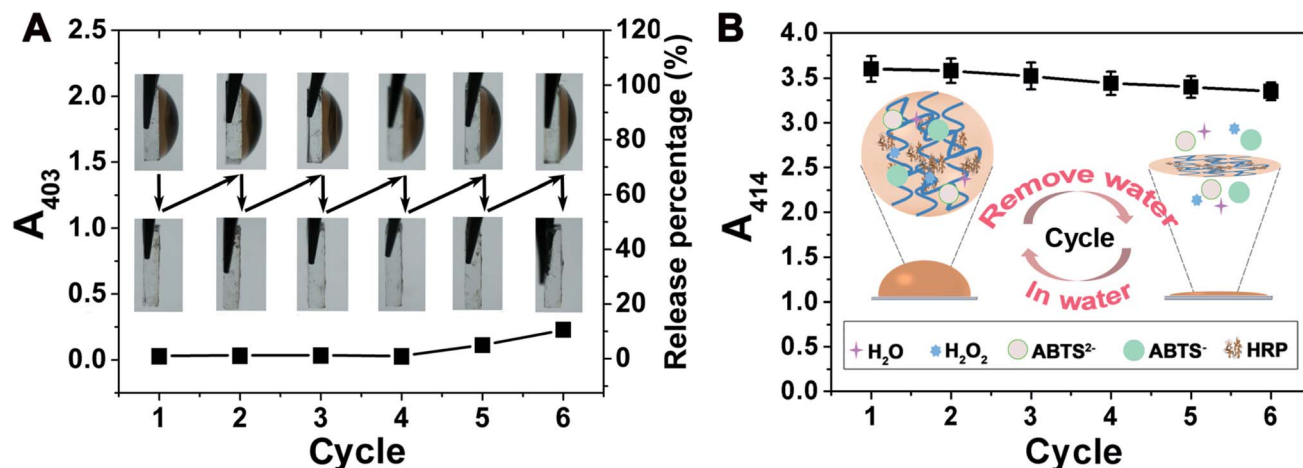 A
2.5
2.0
1.5
1.0
0.5
0.0
A403
120
100
80
60
40
20
0
Release percentage (%)
1 2 3 4 5 6
Cycle
B
4.0
3.5
3.0
2.5
2.0
1.5
1.0
0.5
0.0
A414
Remove water
Cycle
In water
H2O H2O2 ABTS2- ABTS- HRP
1 2 3 4 5 6
Cycle